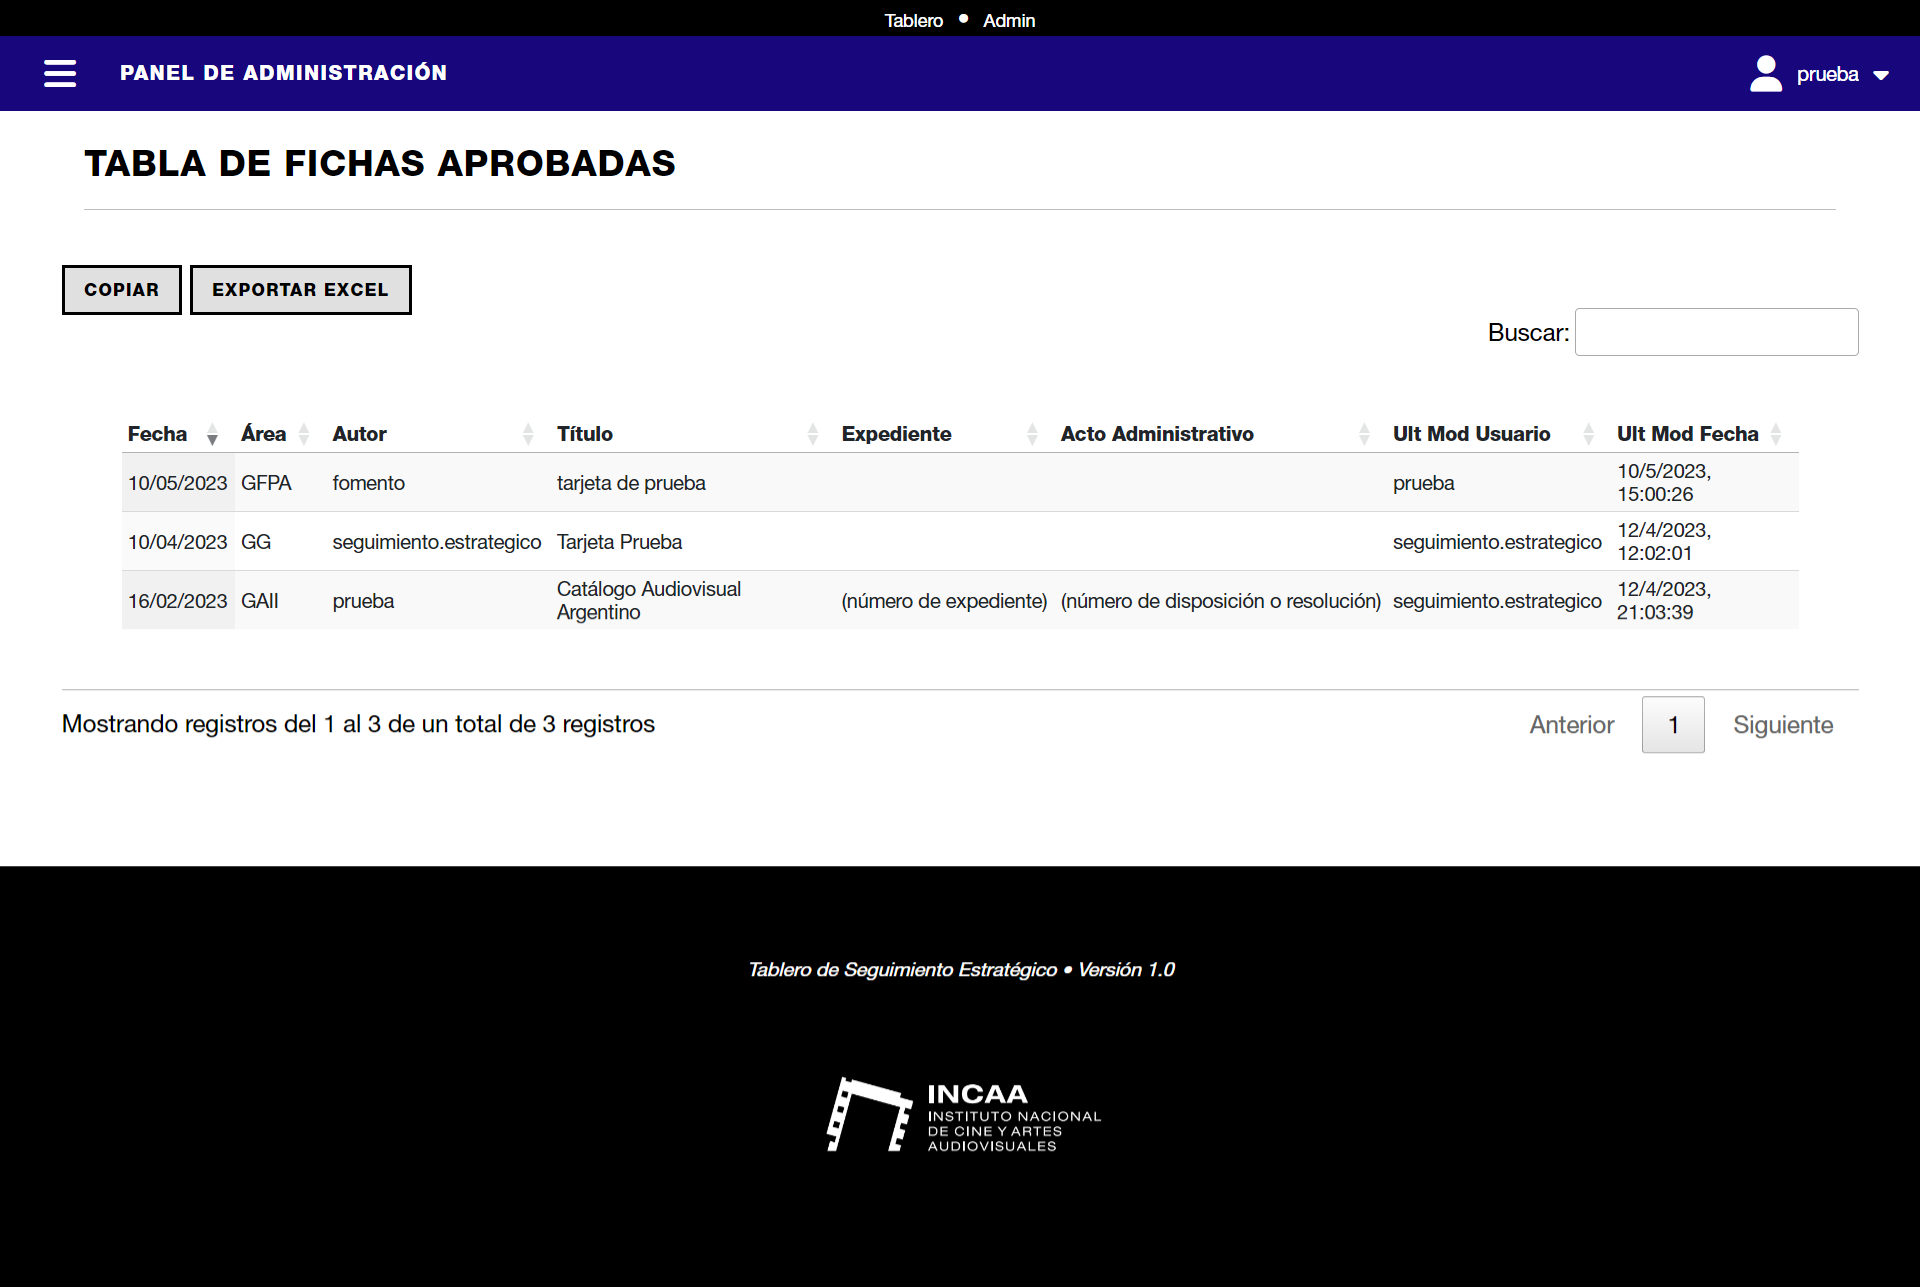 Tablero • Admin
PANEL DE ADMINISTRACIÓN
prueba
TABLA DE FICHAS APROBADAS
COPIAR
EXPORTAR EXCEL
Buscar:
Fecha Área Autor Título Expediente Acto Administrativo Ult Mod Usuario Ult Mod Fecha
10/05/2023 GFPA fomento tarjeta de prueba prueba 10/5/2023,
15:00:26
10/04/2023 GG seguimiento.estrategico Tarjeta Prueba seguimiento.estrategico 12/4/2023,
12:02:01
16/02/2023 GAII prueba Catálogo Audiovisual
Argentino (número de expediente) (número de disposición o resolución) seguimiento.estrategico 12/4/2023,
21:03:39
Mostrando registros del 1 al 3 de un total de 3 registros
Anterior 1 Siguiente
Tablero de Seguimiento Estratégico • Versión 1.0
INCAA
INSTITUTO NACIONAL
DE CINE Y ARTES
AUDIOVISUALES